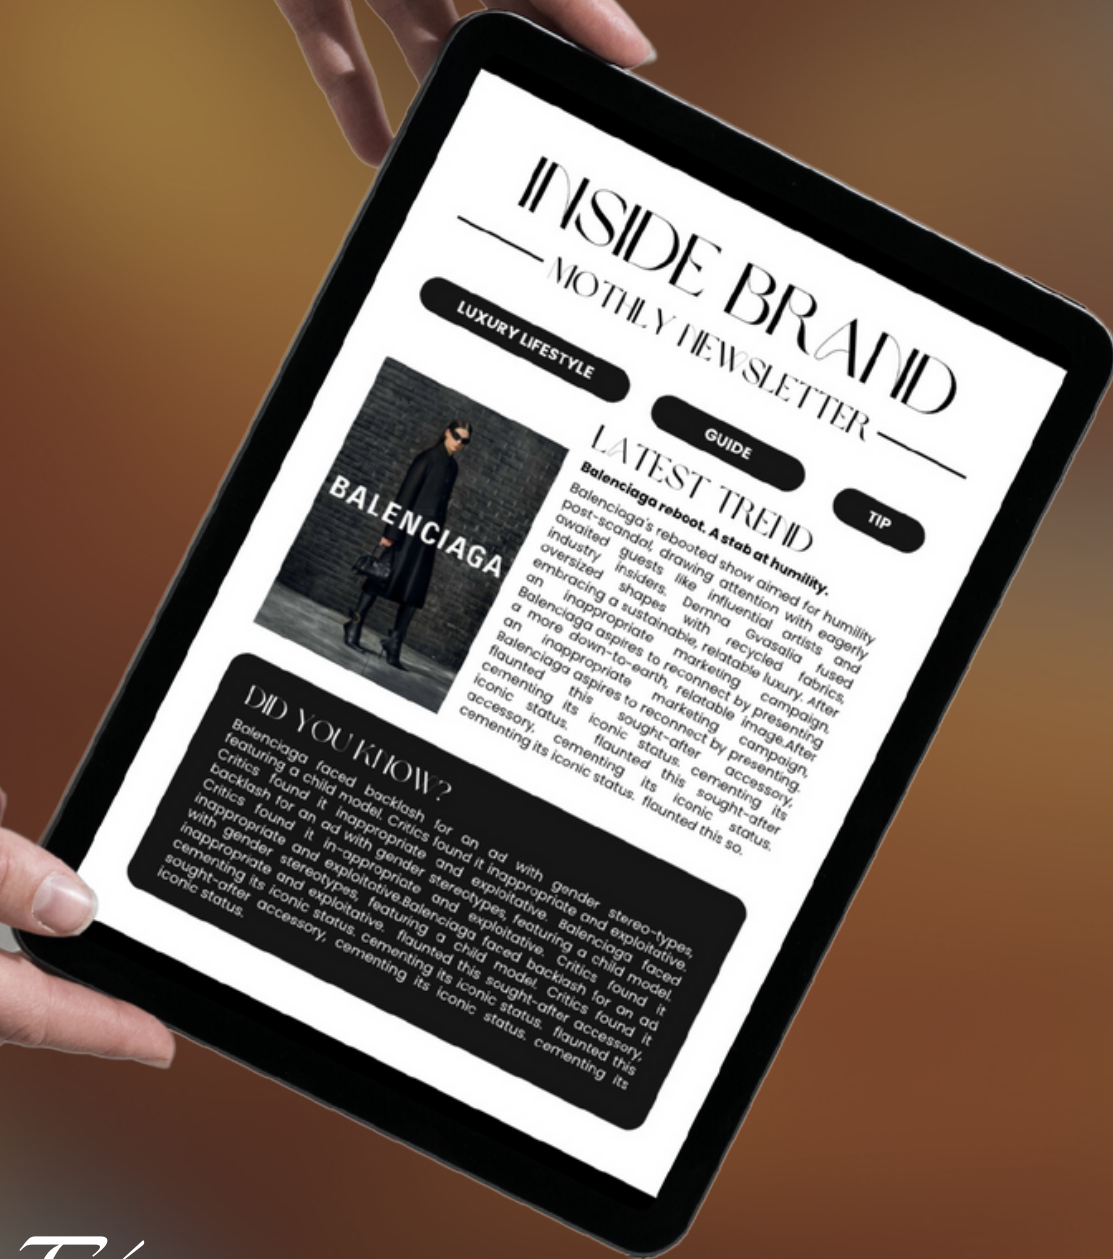 INSIDE BRAND
MOTHLY NEWSLETTER
LUXURY LIFESTYLE
GUIDE
TIP
BALENCIAGA
LATEST TREND
Balenciaga reboot. A stab at humility.
Balenciaga's rebooted show aimed for humility
post-scandal, drawing attention with eagerly
awaited guests like influential artists and
industry insiders. Demna Gvasalia fused
oversized shapes with recycled fabrics,
embracing a sustainable, relatable luxury. After
an inappropriate marketing campaign,
Balenciaga aspires to reconnect by presenting
a more down-to-earth, relatable image.After
an inappropriate marketing campaign,
Balenciaga aspires to reconnect by presenting.
flaunted this sought-after accessory,
cementing its iconic status. cementing its
iconic status. flaunted this sought-after
accessory, cementing its iconic status.
cementing its iconic status. flaunted this so.
DID YOU KNOW?
Balenciaga faced backlash for an ad with gender stereo-types,
featuring a child model. Critics found it inappropriate and exploitative.
Critics found it inappropriate and exploitative. Balenciaga faced
backlash for an ad with gender stereotypes, featuring a child model.
Critics found it in-appropriate and exploitative. Critics found it
inappropriate and exploitative.Balenciaga faced backlash for an ad
with gender stereotypes, featuring a child model. Critics found it
inappropriate and exploitative. flaunted this sought-after accessory,
cementing its iconic status. cementing its iconic status. flaunted this
sought-after accessory, cementing its iconic status. cementing its
iconic status.